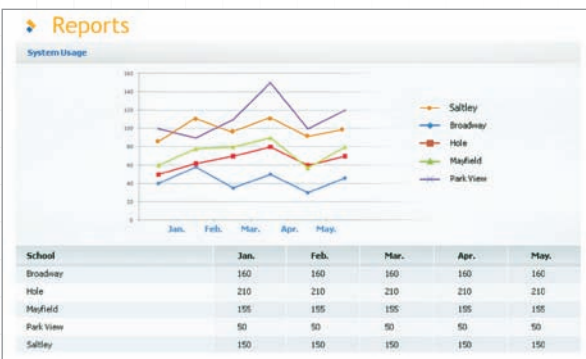 Reports
System Usage
160
140
120
100
80
60
40
20
0
Jan. Feb. Mar. Apr. May.
Saltley
Broadway
Hole
Mayfield
Park View
School Jan. Feb. Mar. Apr. May.
Broadway 160 160 160 160 160
Hole 210 210 210 210 210
Mayfield 155 155 155 155 155
Park View 50 50 50 50 50
Saltley 150 150 150 150 150